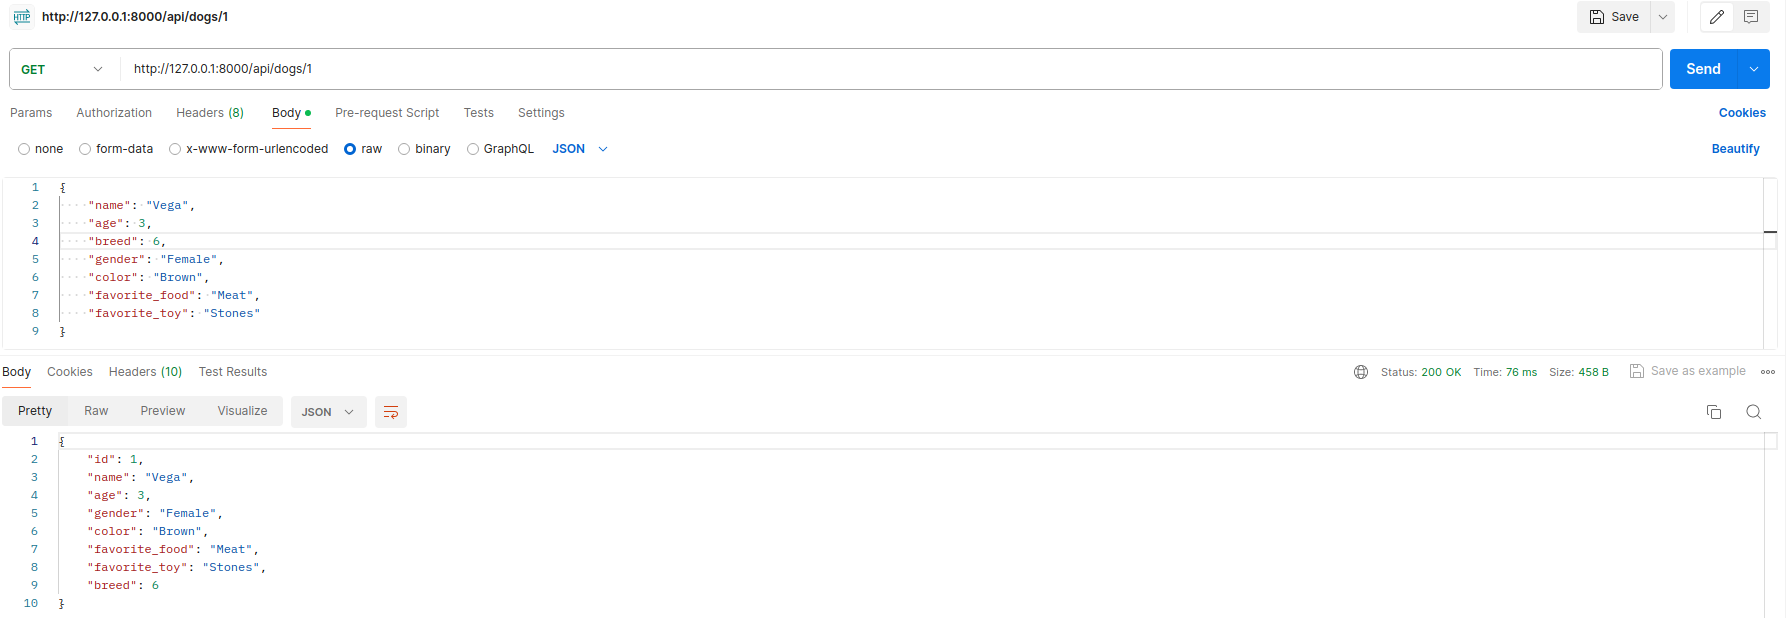 HTTP http://127.0.0.1:8000/api/dogs/1 Save
GET http://127.0.0.1:8000/api/dogs/1 Send
Params Authorization Headers (8) Body Pre-request Script Tests Settings Cookies
none form-data x-www-form-urlencoded raw binary GraphQL JSON Beautify
1 {
2 "name": "Vega",
3 "age": 3,
4 "breed": 6,
5 "gender": "Female",
6 "color": "Brown",
7 "favorite_food": "Meat",
8 "favorite_toy": "Stones"
9 }
Body Cookies Headers (10) Test Results Status: 200 OK Time: 76 ms Size: 458 B Save as example
Pretty Raw Preview Visualize JSON
1 {
2 "id": 1,
3 "name": "Vega",
4 "age": 3,
5 "gender": "Female",
6 "color": "Brown",
7 "favorite_food": "Meat",
8 "favorite_toy": "Stones",
9 "breed": 6
10 }